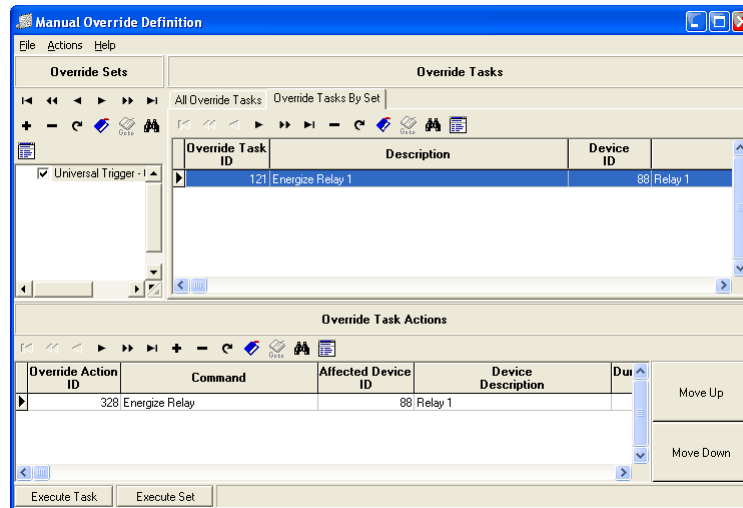 Manual Override Definition
File Actions Help
Override Sets
Override Tasks
All Override Tasks Override Tasks By Set
Goto
Goto
Override Task ID Description Device ID
Universal Trigger -
121 Energize Relay 1 88 Relay 1
Override Task Actions
Goto
Override Action ID Command Affected Device ID Device Description
328 Energize Relay 88 Relay 1
Move Up
Move Down
Execute Task Execute Set